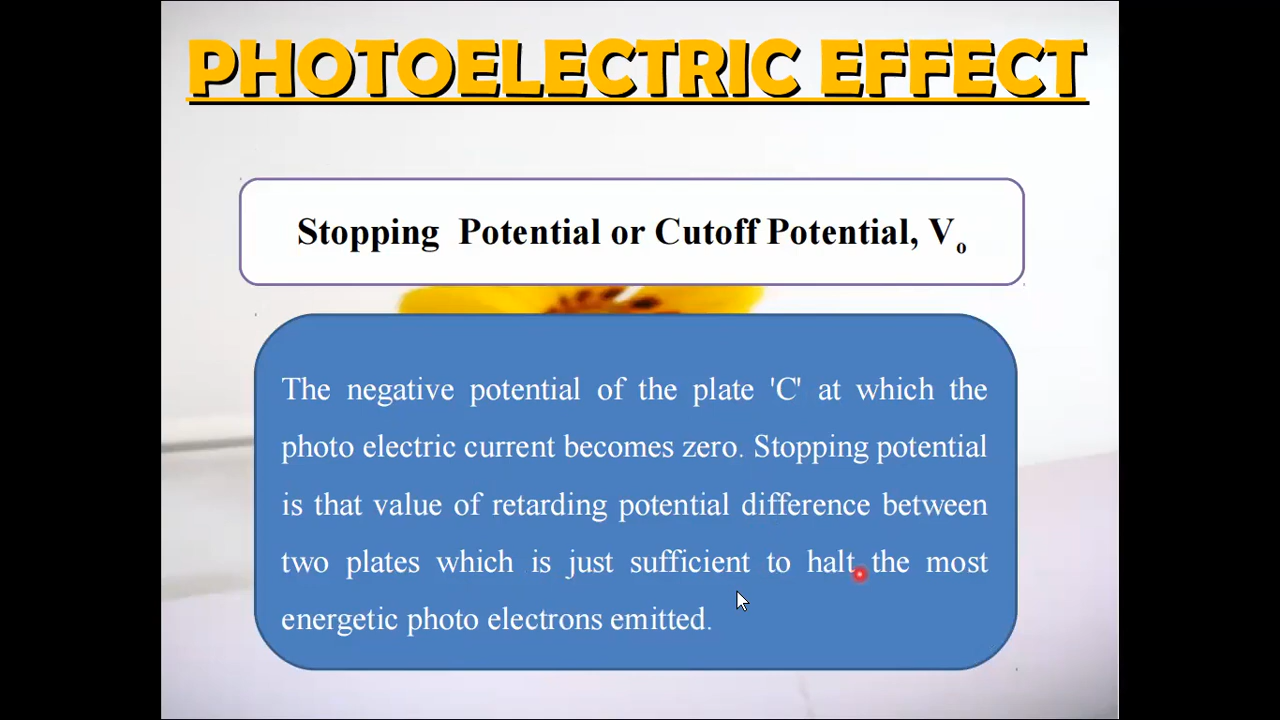 PHOTOELECTRIC EFFECT
Stopping Potential or Cutoff Potential, Vo
The negative potential of the plate 'C' at which the
photo electric current becomes zero. Stopping potential
is that value of retarding potential difference between
two plates which is just sufficient to halt the most
energetic photo electrons emitted.